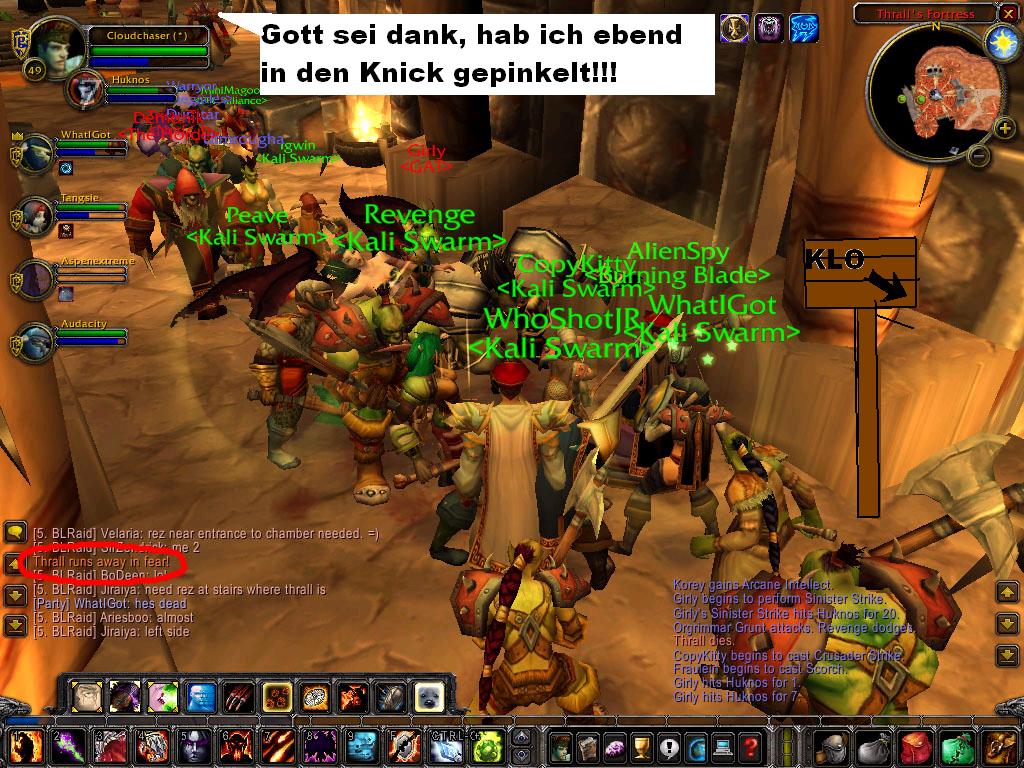 Gott sei dank, hab ich ebend
in den Knick gepinkelt!!!
Thrall's Fortress
N
Cloudchaser (*)
49
Huknos
WhatIGot
Tangsie
Aspenextreme
Audacity
Igwin
<Kali Swarm>
Girly
<GAT>
Peave
<Kali Swarm>
Revenge
<Kali Swarm>
CopyKitty
<Kali Swarm>
AlienSpy
<Burning Blade>
WhoShotJR
<Kali Swarm>
WhatIGot
<Kali Swarm>
KLO
[5. BLRaid] Velaria: rez near entrance to chamber needed. =)
Thrall runs away in fear!
[5. BLRaid] BoDeen: lol
[5. BLRaid] Jiraiya: need rez at stairs where thrall is
[Party] WhatIGot: hes dead
[5. BLRaid] Ariesboo: almost
[5. BLRaid] Jiraiya: left side
Korey gains Arcane Intellect.
Girly begins to perform Sinister Strike.
Girly's Sinister Strike hits Huknos for 20.
Orgrimmar Grunt attacks. Revenge dodges.
Thrall dies.
CopyKitty begins to cast Crusader Strike.
Fraulein begins to cast Scorch.
Girly hits Huknos for 1.
Girly hits Huknos for 7.